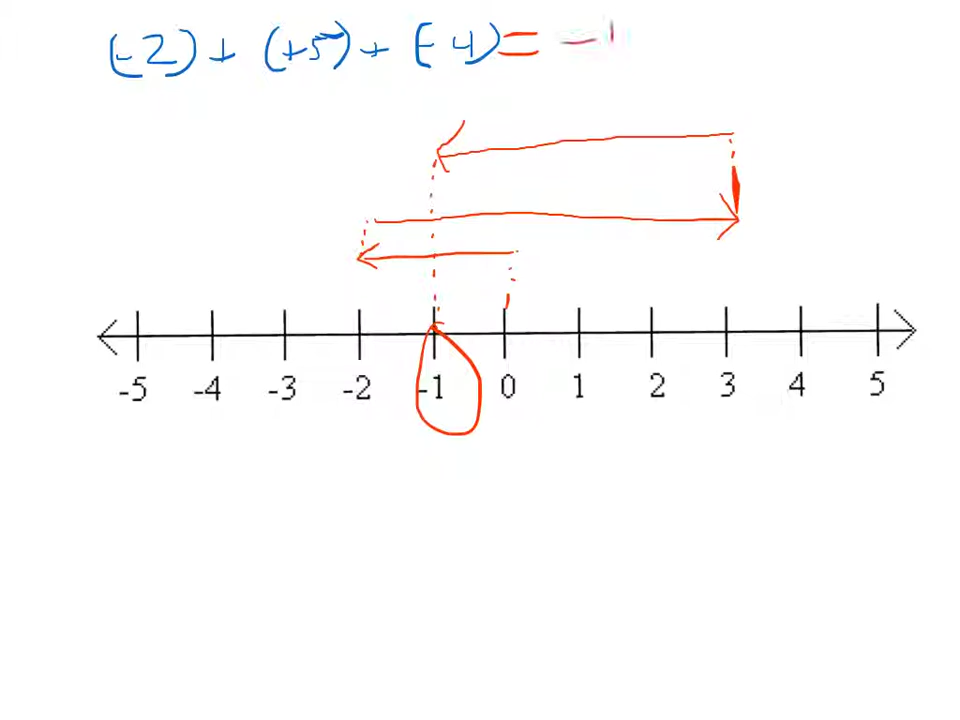 (-2) + (+5) + (-4) = -1
-5 -4 -3 -2 -1 0 1 2 3 4 5